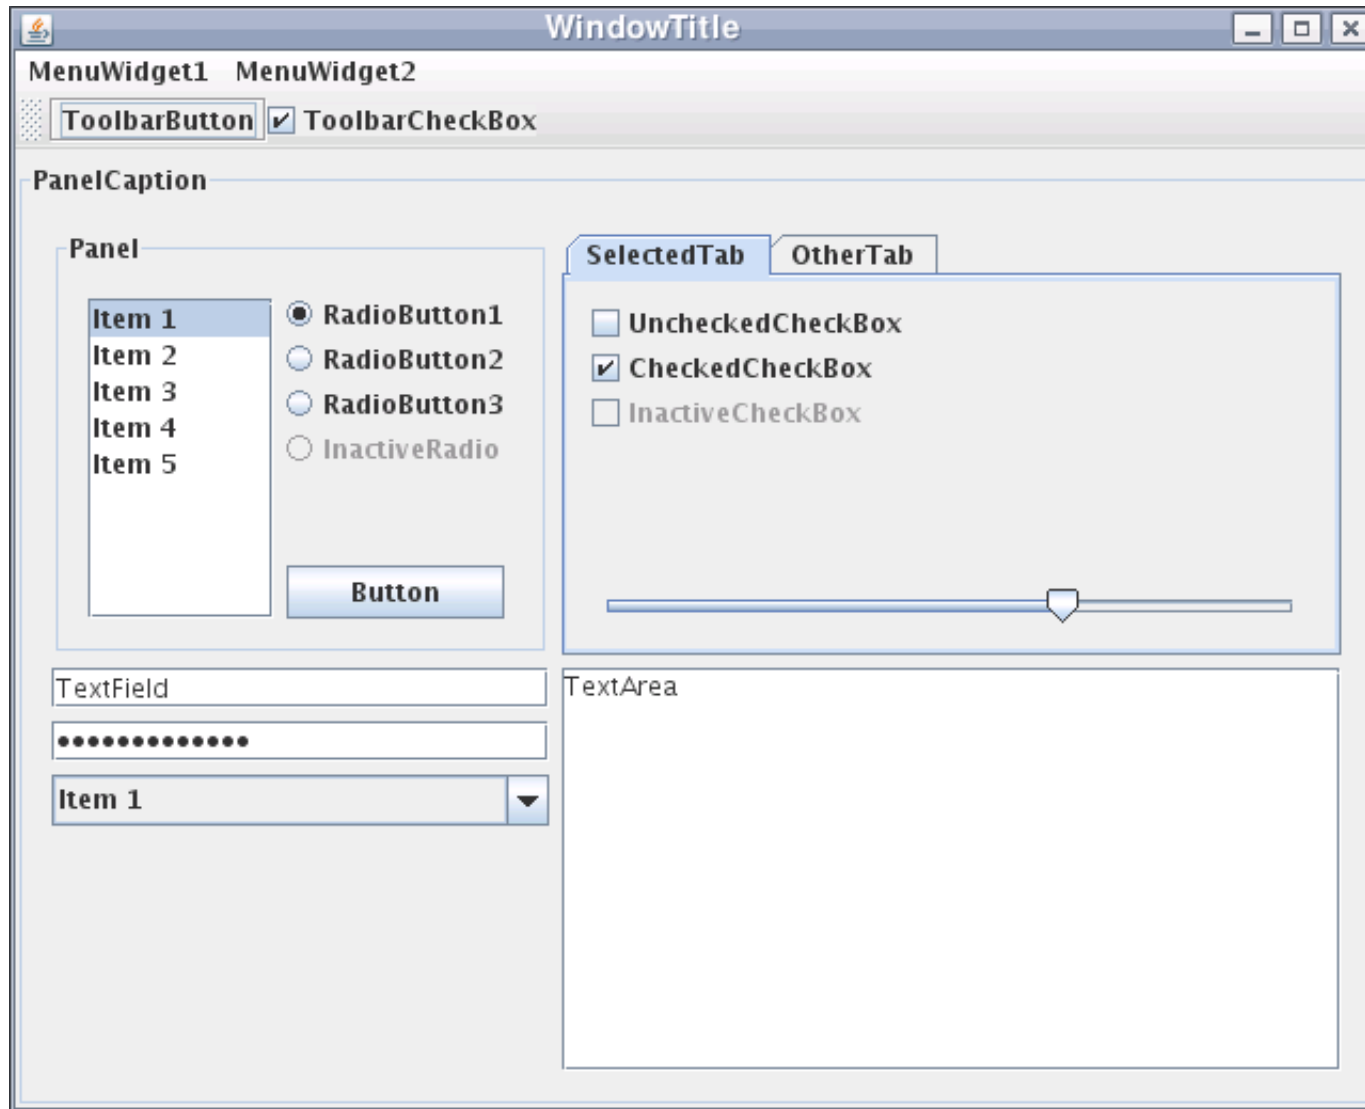 WindowTitle
MenuWidget1 MenuWidget2
ToolbarButton ToolbarCheckBox
PanelCaption
Panel
Item 1
Item 2
Item 3
Item 4
Item 5
RadioButton1
RadioButton2
RadioButton3
InactiveRadio
Button
SelectedTab OtherTab
UncheckedCheckBox
CheckedCheckBox
InactiveCheckBox
TextField
•••••••••••••
Item 1
TextArea